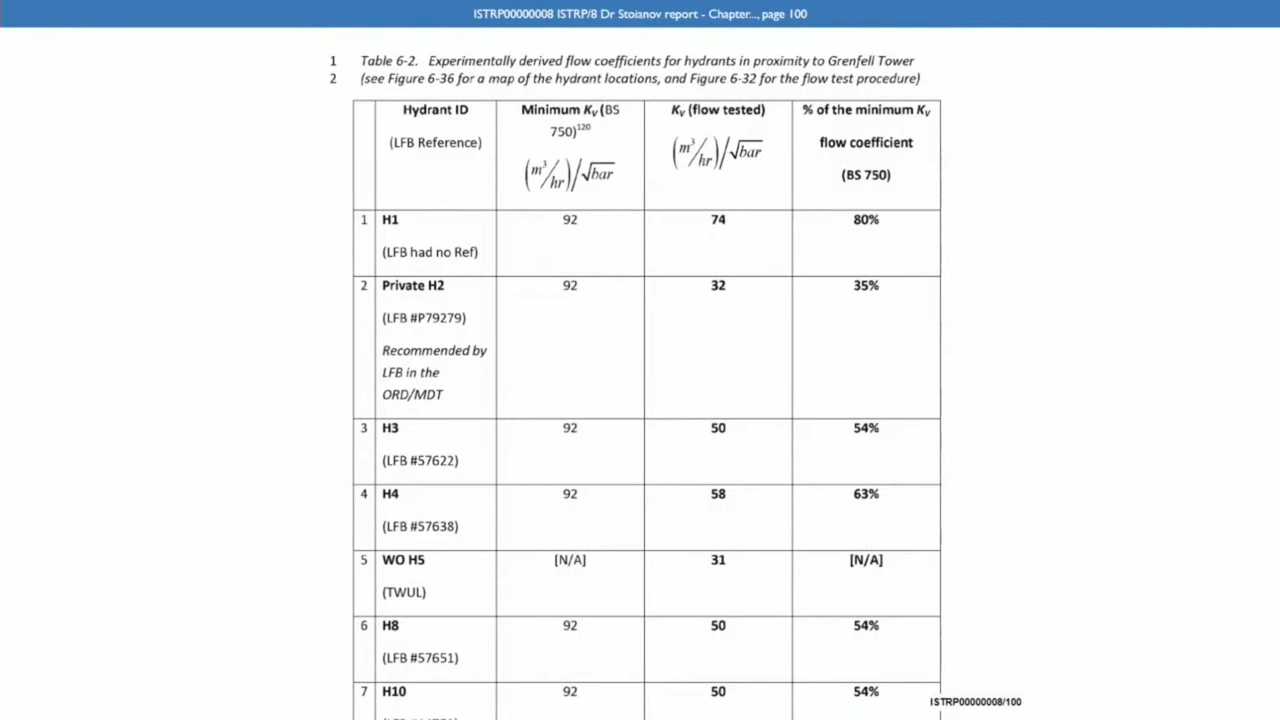 ISTRP00000008 ISTRP/8 Dr Stoianov report - Chapter..., page 100
1 Table 6-2. Experimentally derived flow coefficients for hydrants in proximity to Grenfell Tower
2 (see Figure 6-36 for a map of the hydrant locations, and Figure 6-32 for the flow test procedure)
Hydrant ID
(LFB Reference)
Minimum Kv (BS
750)120
(m³/hr)/√bar
Kv (flow tested)
(m³/hr)/√bar
% of the minimum Kv
flow coefficient
(BS 750)
1 H1 92 74 80%
(LFB had no Ref)
2 Private H2 92 32 35%
(LFB #P79279)
Recommended by
LFB in the
ORD/MDT
3 H3 92 50 54%
(LFB #57622)
4 H4 92 58 63%
(LFB #57638)
5 WO H5 [N/A] 31 [N/A]
(TWUL)
6 H8 92 50 54%
(LFB #57651)
7 H10 92 50 54%
ISTRP00000008/100